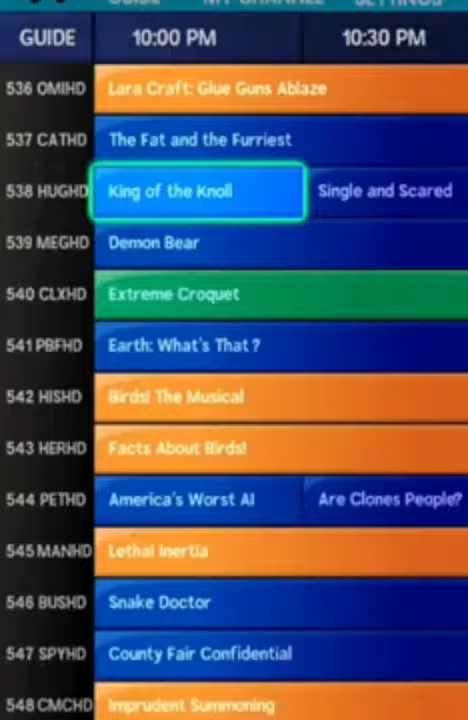 GUIDE MY CHANNEL SETTINGS
GUIDE 10:00 PM 10:30 PM
536 OMIHD Lara Craft: Glue Guns Ablaze
537 CATHD The Fat and the Furriest
538 HUGHD King of the Knoll Single and Scared
539 MEGHD Demon Bear
540 CLXHD Extreme Croquet
541 PBFHD Earth: What's That?
542 HISHD Birds! The Musical
543 HERHD Facts About Birds!
544 PETHD America's Worst AI Are Clones People?
545 MANHD Lethal Inertia
546 BUSHD Snake Doctor
547 SPYHD County Fair Confidential
548 CMCHD Imprudent Summoning